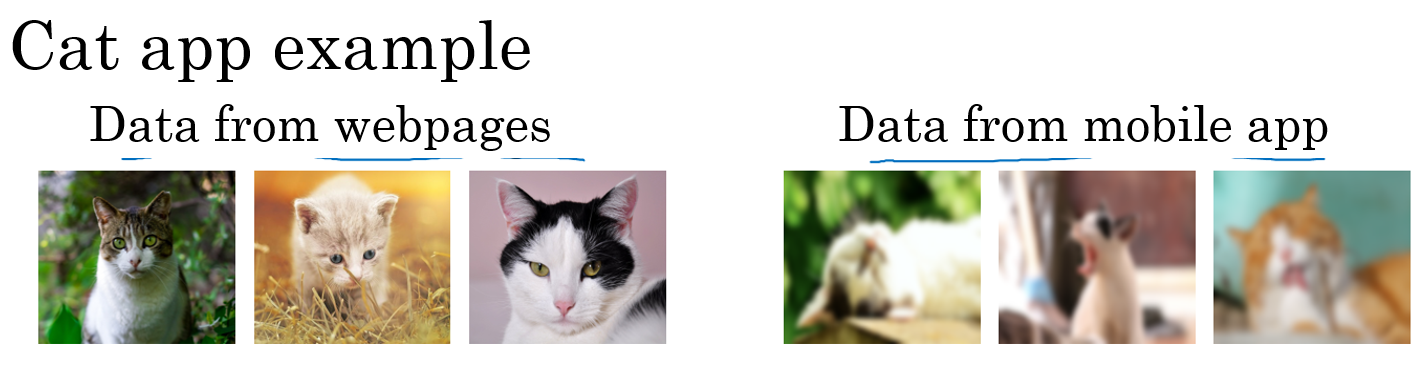 Cat app example
Data from webpages
Data from mobile app